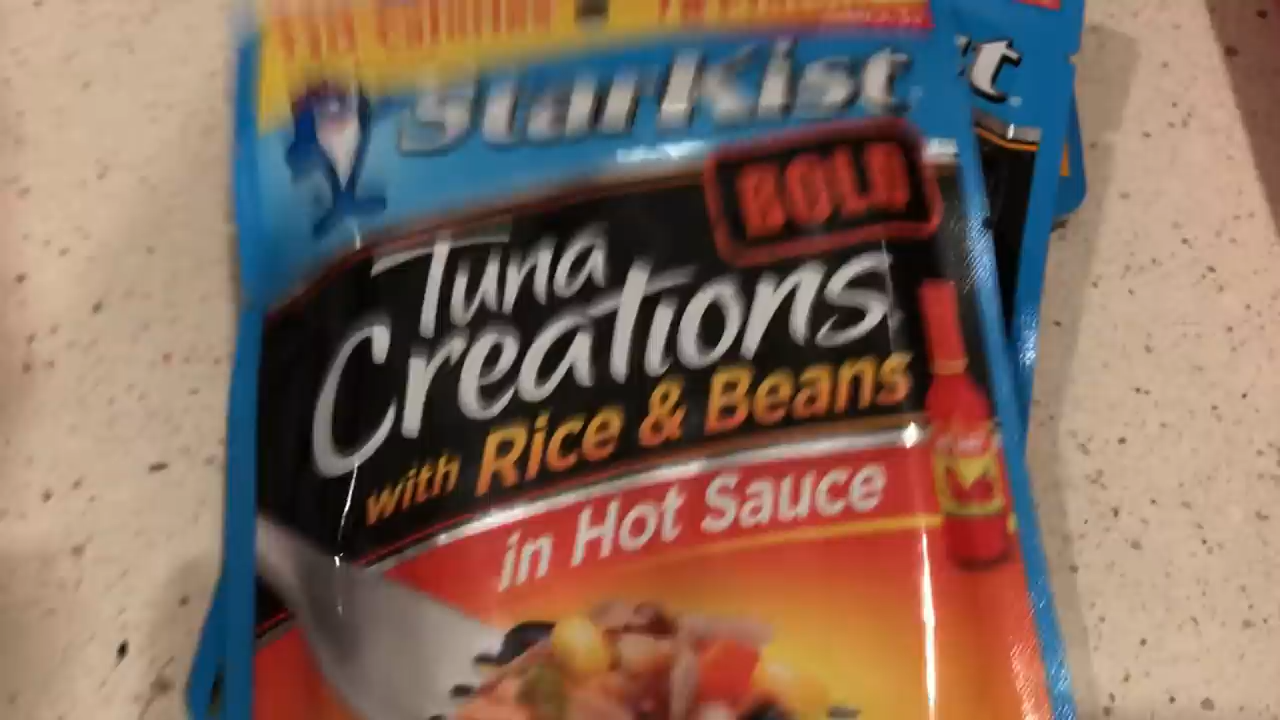 StarKist
t
BOLD
Tuna
Creations
with Rice & Beans
in Hot Sauce